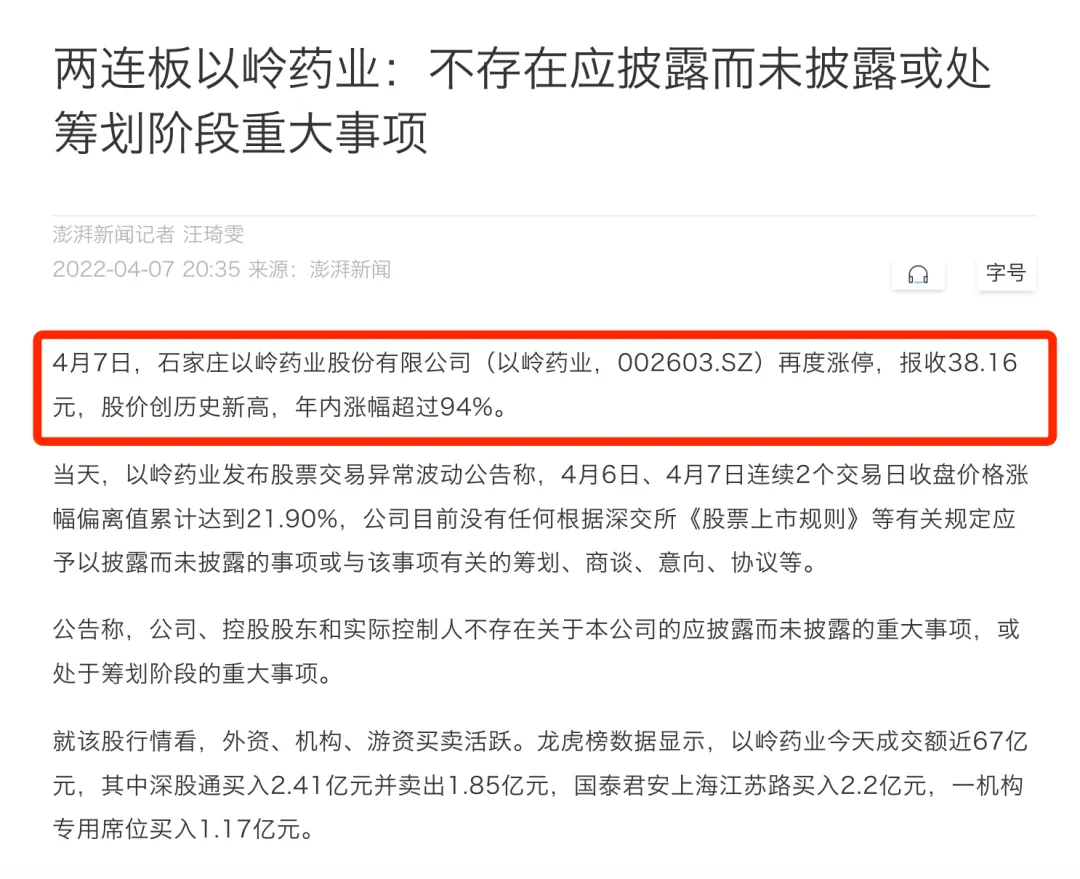 两连板以岭药业：不存在应披露而未披露或处
筹划阶段重大事项
澎湃新闻记者 汪琦雯
2022-04-07 20:35 来源：澎湃新闻
字号
4月7日，石家庄以岭药业股份有限公司（以岭药业，002603.SZ）再度涨停，报收38.16
元，股价创历史新高，年内涨幅超过94%。
当天，以岭药业发布股票交易异常波动公告称，4月6日、4月7日连续2个交易日收盘价格涨
幅偏离值累计达到21.90%，公司目前没有任何根据深交所《股票上市规则》等有关规定应
予以披露而未披露的事项或与该事项有关的筹划、商谈、意向、协议等。
公告称，公司、控股股东和实际控制人不存在关于本公司的应披露而未披露的重大事项，或
处于筹划阶段的重大事项。
就该股行情看，外资、机构、游资买卖活跃。龙虎榜数据显示，以岭药业今天成交额近67亿
元，其中深股通买入2.41亿元并卖出1.85亿元，国泰君安上海江苏路买入2.2亿元，一机构
专用席位买入1.17亿元。